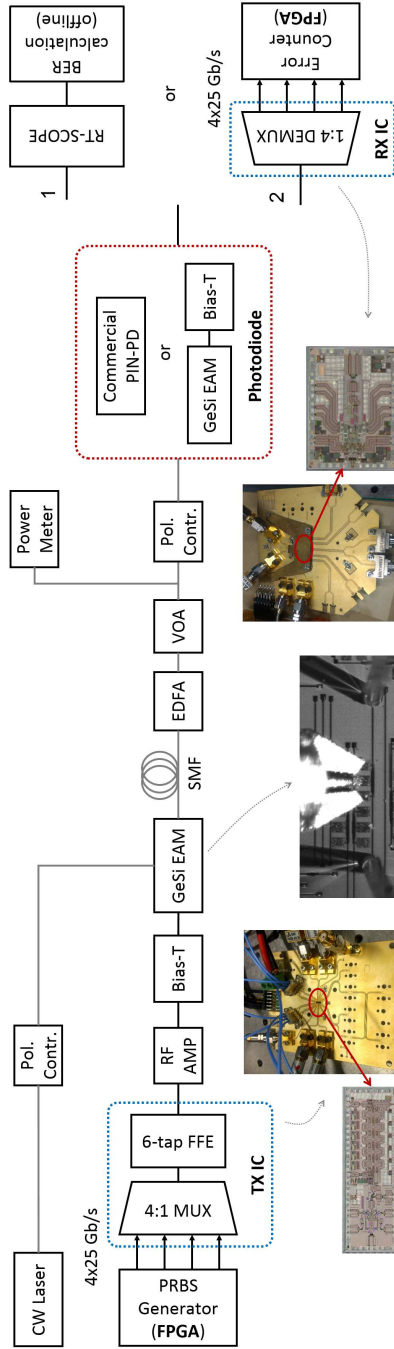 CW Laser
Pol.
Contr.
4x25 Gb/s
PRBS
Generator
(FPGA)
4:1 MUX
6-tap FFE
TX IC
RF
AMP
Bias-T
GeSi EAM
SMF
EDFA
VOA
Power
Meter
Pol.
Contr.
Commercial
PIN-PD
or
GeSi EAM
Bias-T
Photodiode
1
RT-SCOPE
BER
calculation
(offline)
or
2
4x25 Gb/s
1:4 DEMUX
Error
Counter
(FPGA)
RX IC